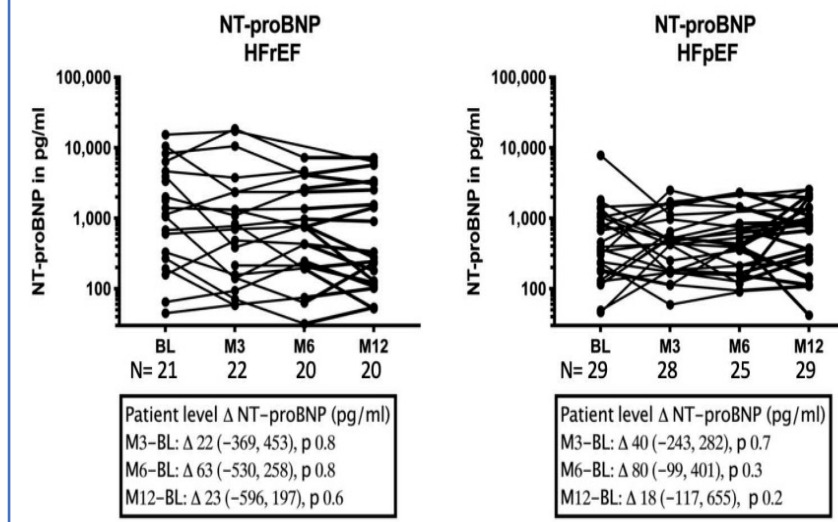 NT-proBNP
HFrEF
NT-proBNP in pg/ml
100,000
10,000
1,000
100
BL M3 M6 M12
N= 21 22 20 20
Patient level Δ NT-proBNP (pg/ml)
M3-BL: Δ 22 (-369, 453), p 0.8
M6-BL: Δ 63 (-530, 258), p 0.8
M12-BL: Δ 23 (-596, 197), p 0.6
NT-proBNP
HFpEF
NT-proBNP in pg/ml
100,000
10,000
1,000
100
BL M3 M6 M12
N= 29 28 25 29
Patient level Δ NT-proBNP (pg/ml)
M3-BL: Δ 40 (-243, 282), p 0.7
M6-BL: Δ 80 (-99, 401), p 0.3
M12-BL: Δ 18 (-117, 655), p 0.2